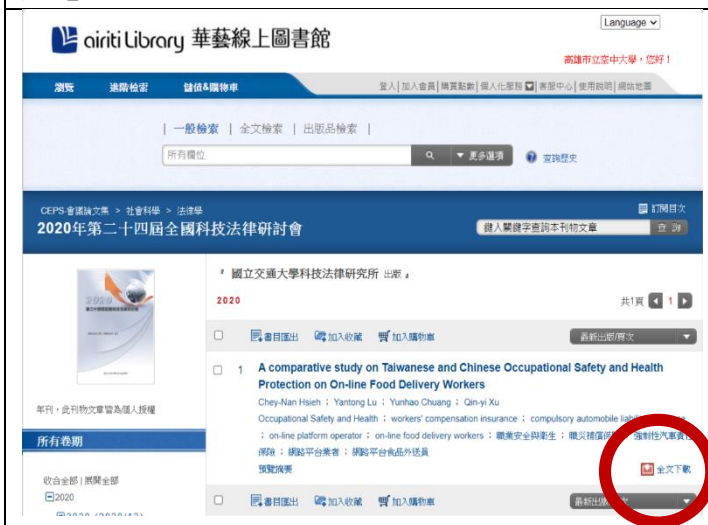 Language
airiti Library 華藝線上圖書館
高雄市立空中大學，您好！
瀏覽 進階檢索 儲值&購物車
登入|加入會員|購買點數|個人化服務|客服中心|使用說明|網站地圖
| 一般檢索 | 全文檢索 | 出版品檢索 |
所有欄位 更多選項 查詢歷史
CEPS-會議論文集 > 社會科學 > 法律學
訂閱目次
2020年第二十四屆全國科技法律研討會
鍵入關鍵字查詢本刊物文章 查 詢
『 國立交通大學科技法律研究所 出版 』
2020
共1頁 1
書目匯出 加入收藏 加入購物車 最新出版/頁次
1 A comparative study on Taiwanese and Chinese Occupational Safety and Health
Protection on On-line Food Delivery Workers
Chey-Nan Hsieh ； Yantong Lu ； Yunhao Chuang ； Qin-yi Xu
Occupational Safety and Health ； workers' compensation insurance ； compulsory automobile
； on-line platform operator ； on-line food delivery workers ； 職業安全與衛生 ； 職災補償保 強制性汽車責任
保險 ； 網路平台業者 ； 網路平台食品外送員
預覽摘要
全文下載
書目匯出 加入收藏 加入購物車 最新出
2020
年刊，此刊物文章皆為個人授權
所有卷期
收合全部 | 展開全部
2020
2020 (2020/12)